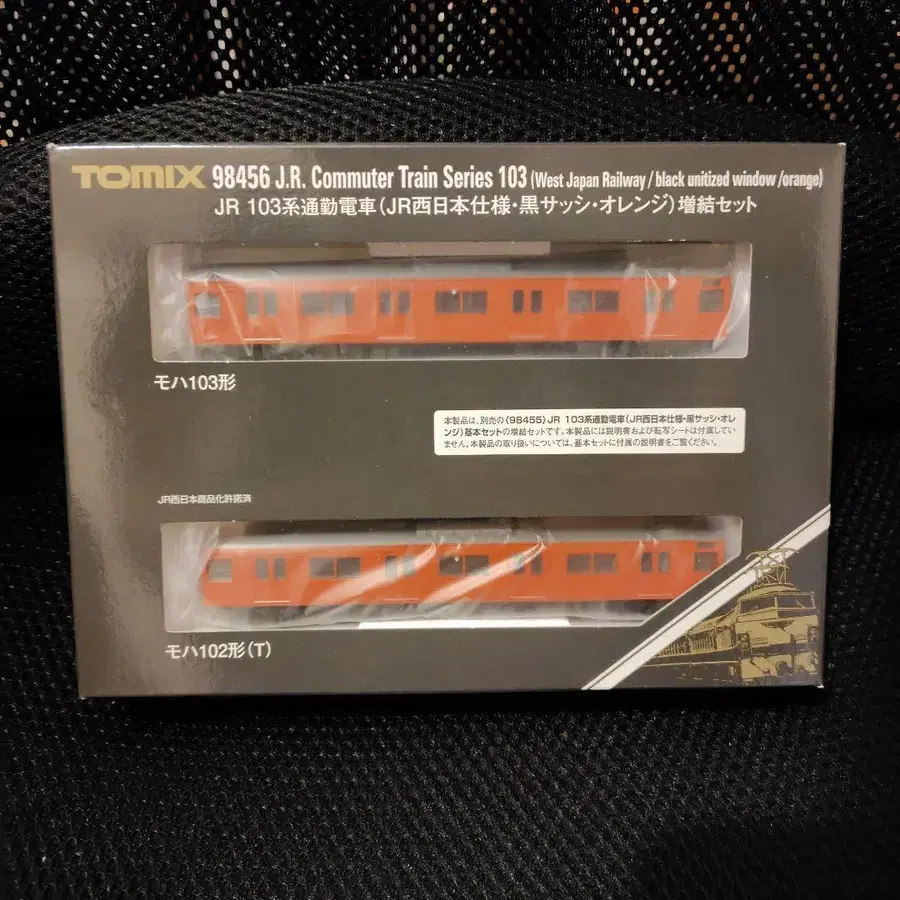 TOMIX 98456 J.R. Commuter Train Series 103 (West Japan Railway / black unitized window /orange)
JR 103系通勤電車(JR西日本仕様・黒サッシ・オレンジ)増結セット
モハ103形
本製品は、別売の〈98455〉JR 103系通勤電車(JR西日本仕様・黒サッシ・オレ
ンジ)基本セットの増結セットです。本製品には説明書および転写シートは付属してい
ません。本製品の取り扱いについては、基本セットに付属の説明書をご覧ください。
JR西日本商品化許諾済
モハ102形(T)